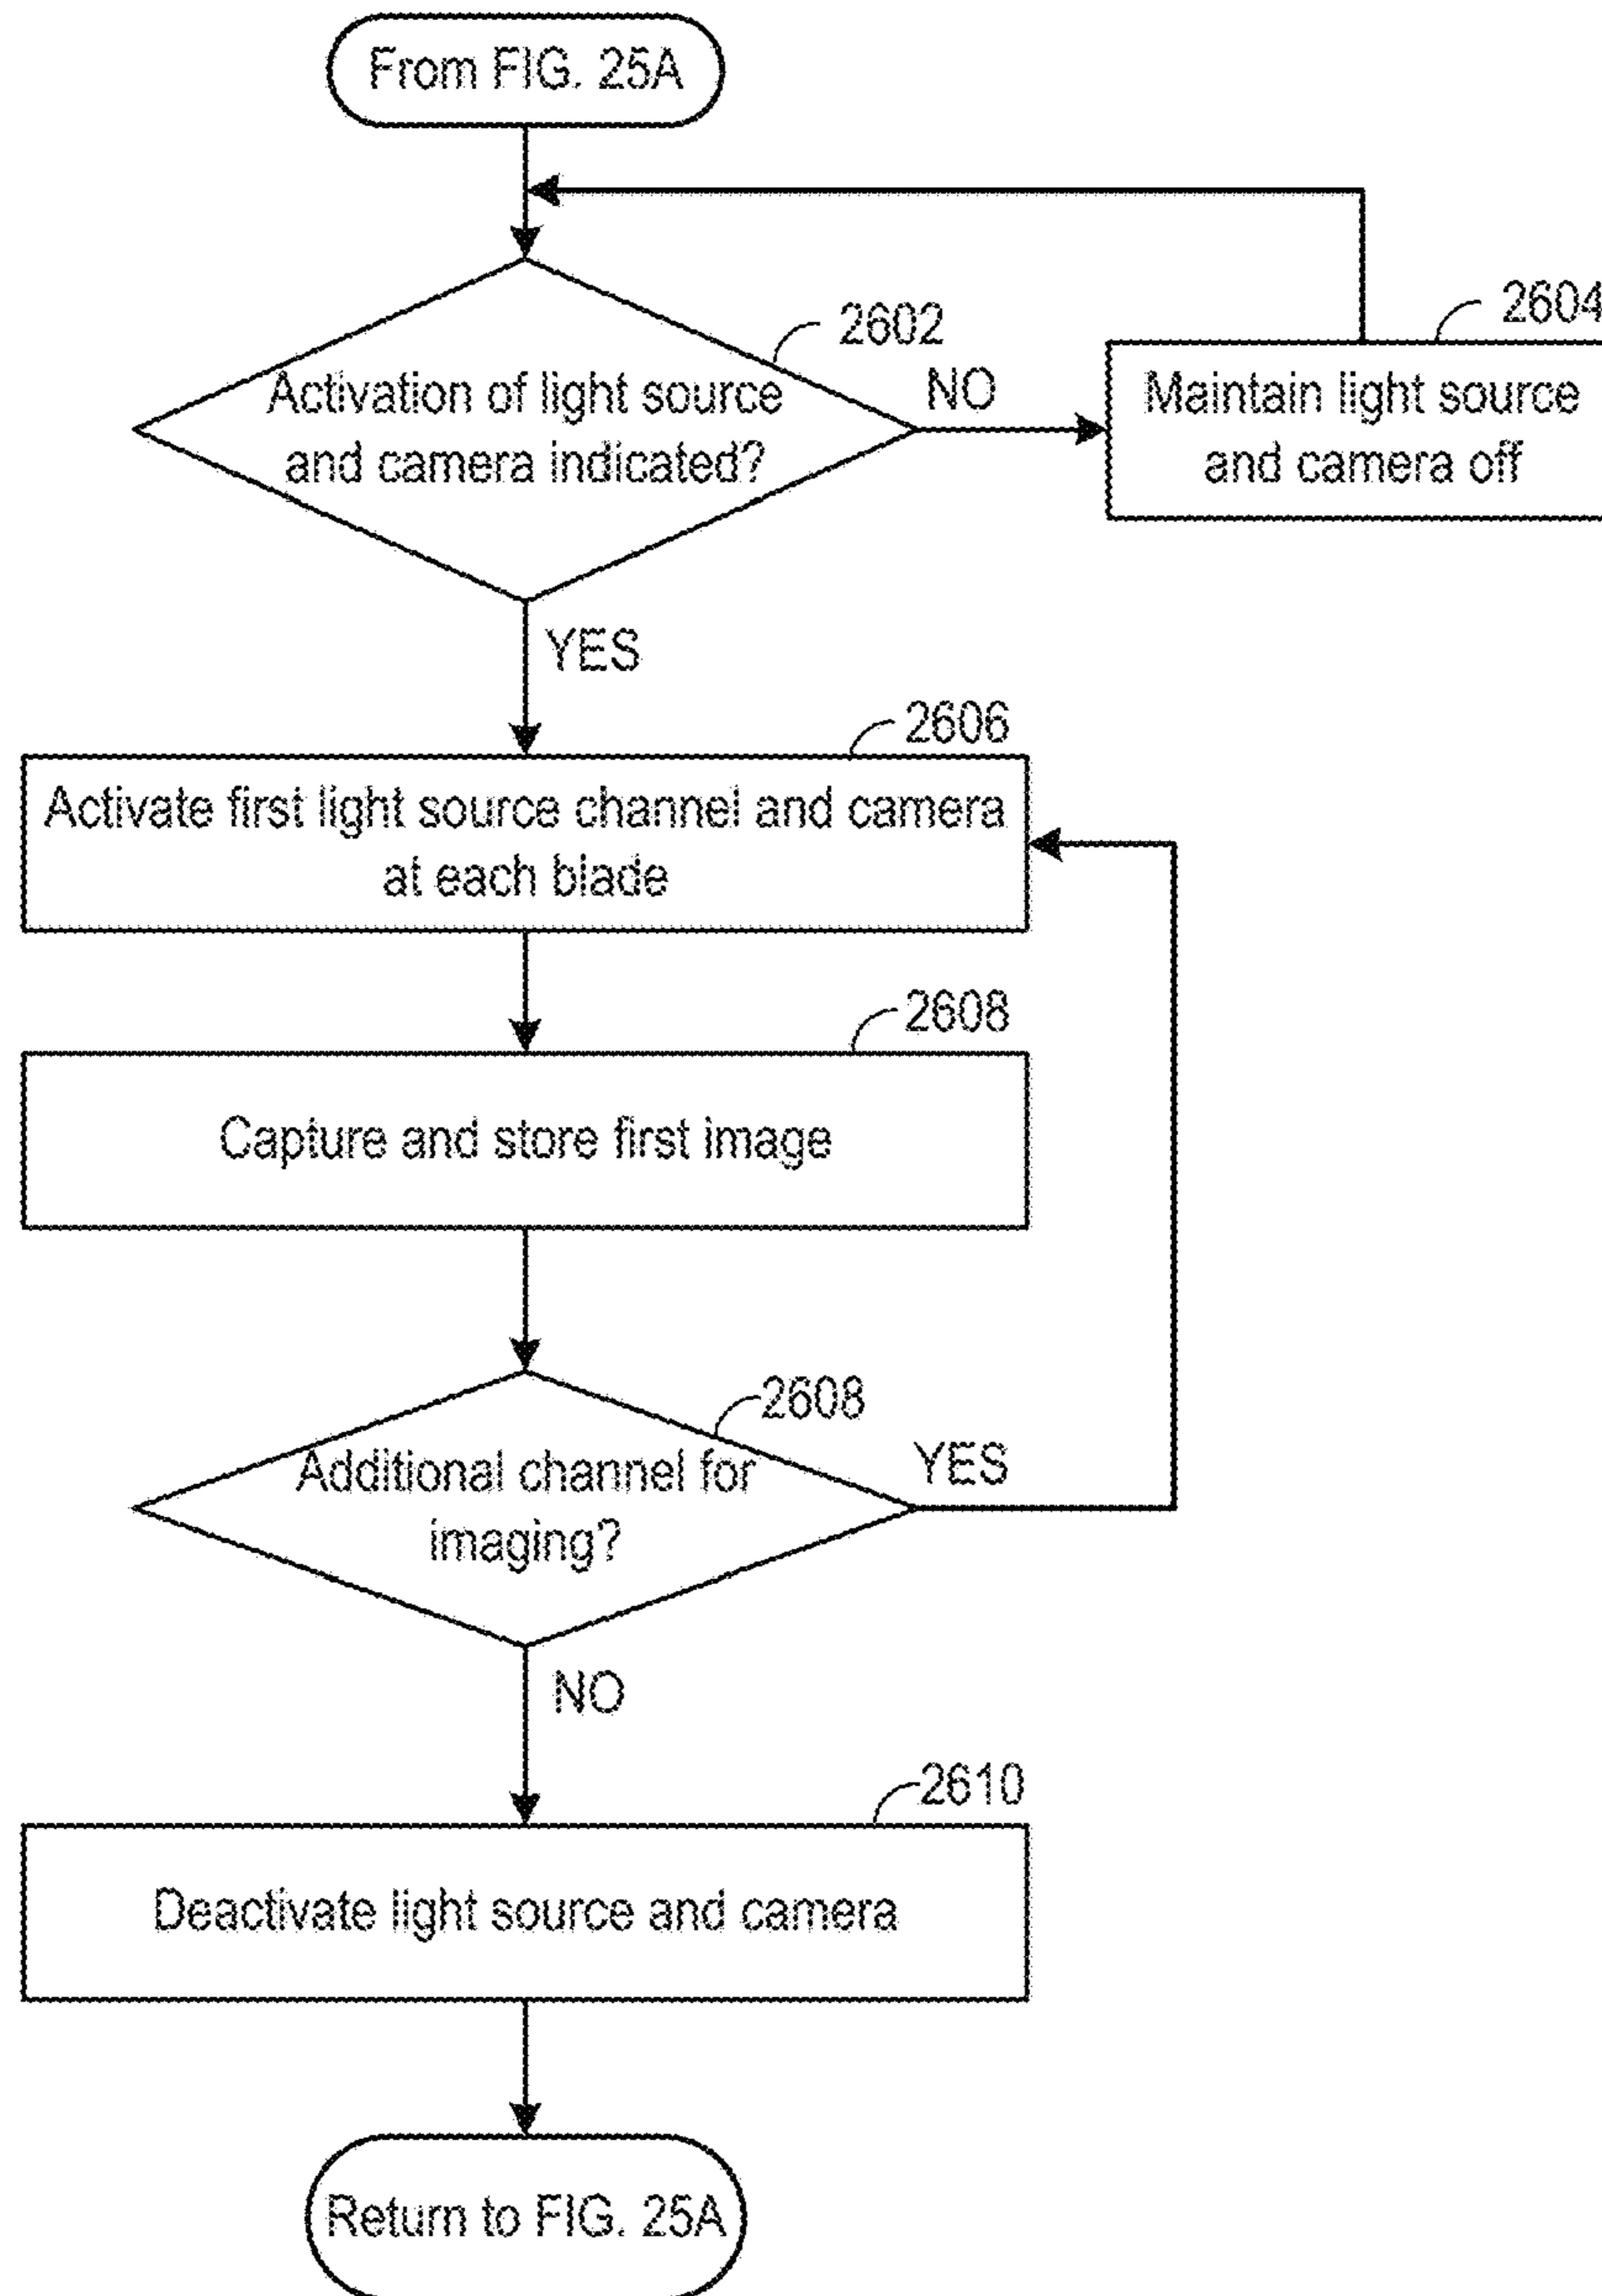 From FIG. 25A
2602
Activation of light source
and camera indicated?
NO
2604
Maintain light source
and camera off
YES
2606
Activate first light source channel and camera
at each blade
2608
Capture and store first image
2608
Additional channel for
imaging?
YES
NO
2610
Deactivate light source and camera
Return to FIG. 25A